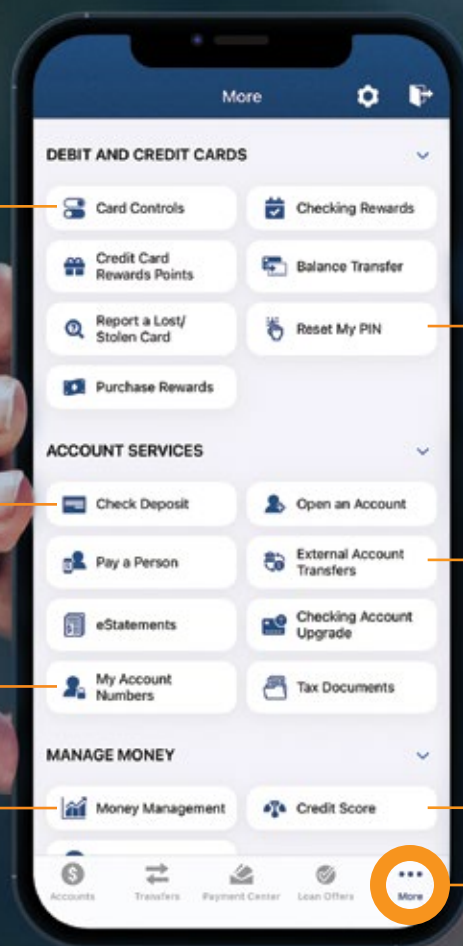 More
DEBIT AND CREDIT CARDS
Card Controls
Checking Rewards
Credit Card
Rewards Points
Balance Transfer
Report a Lost/
Stolen Card
Reset My PIN
Purchase Rewards
ACCOUNT SERVICES
Check Deposit
Open an Account
Pay a Person
External Account
Transfers
eStatements
Checking Account
Upgrade
My Account
Numbers
Tax Documents
MANAGE MONEY
Money Management
Credit Score
Accounts
Transfers
Payment Center
Loan Offers
More